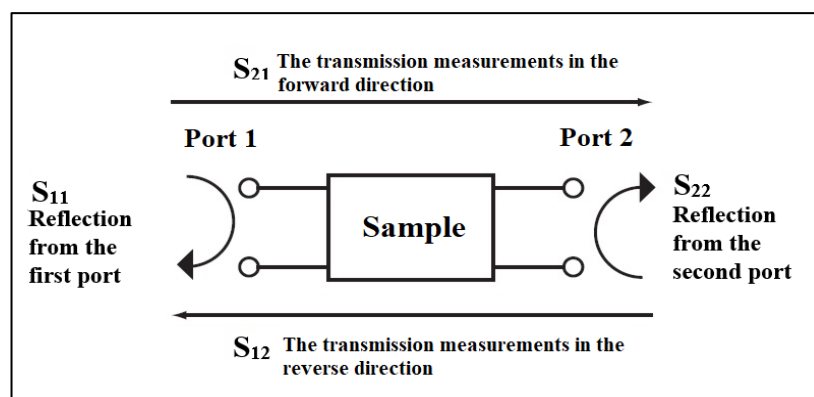 S21 The transmission measurements in the
forward direction
Port 1
Port 2
S11
Reflection
from the
first port
Sample
S22
Reflection
from the
second port
S12 The transmission measurements in the
reverse direction